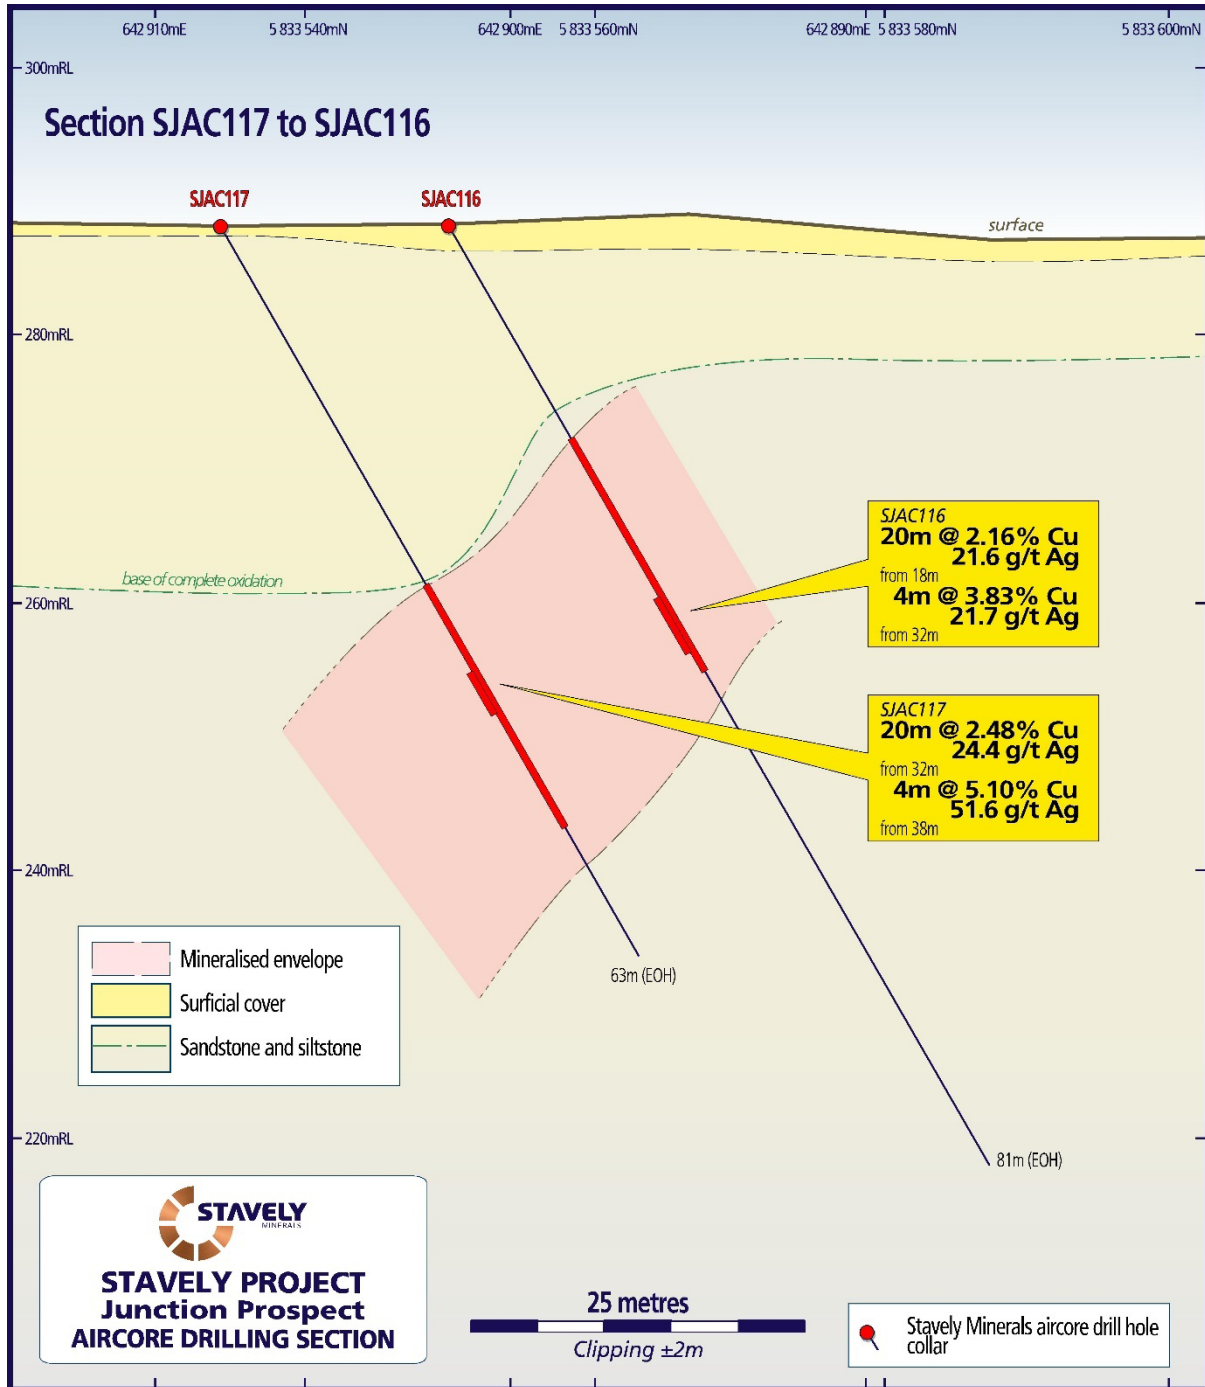 642 910mE 5 833 540mN 642 900mE 5 833 560mN 642 890mE 5 833 580mN 5 833 600mN
300mRL
Section SJAC117 to SJAC116
SJAC117
SJAC116
surface
280mRL
base of complete oxidation
260mRL
SJAC116
20m @ 2.16% Cu
21.6 g/t Ag
from 18m
4m @ 3.83% Cu
21.7 g/t Ag
from 32m
SJAC117
20m @ 2.48% Cu
24.4 g/t Ag
from 32m
4m @ 5.10% Cu
51.6 g/t Ag
from 38m
240mRL
Mineralised envelope
Surficial cover
Sandstone and siltstone
63m (EOH)
220mRL
81m (EOH)
STAVELY
MINERALS
STAVELY PROJECT
Junction Prospect
AIRCORE DRILLING SECTION
25 metres
Clipping ±2m
Stavely Minerals aircore drill hole
collar